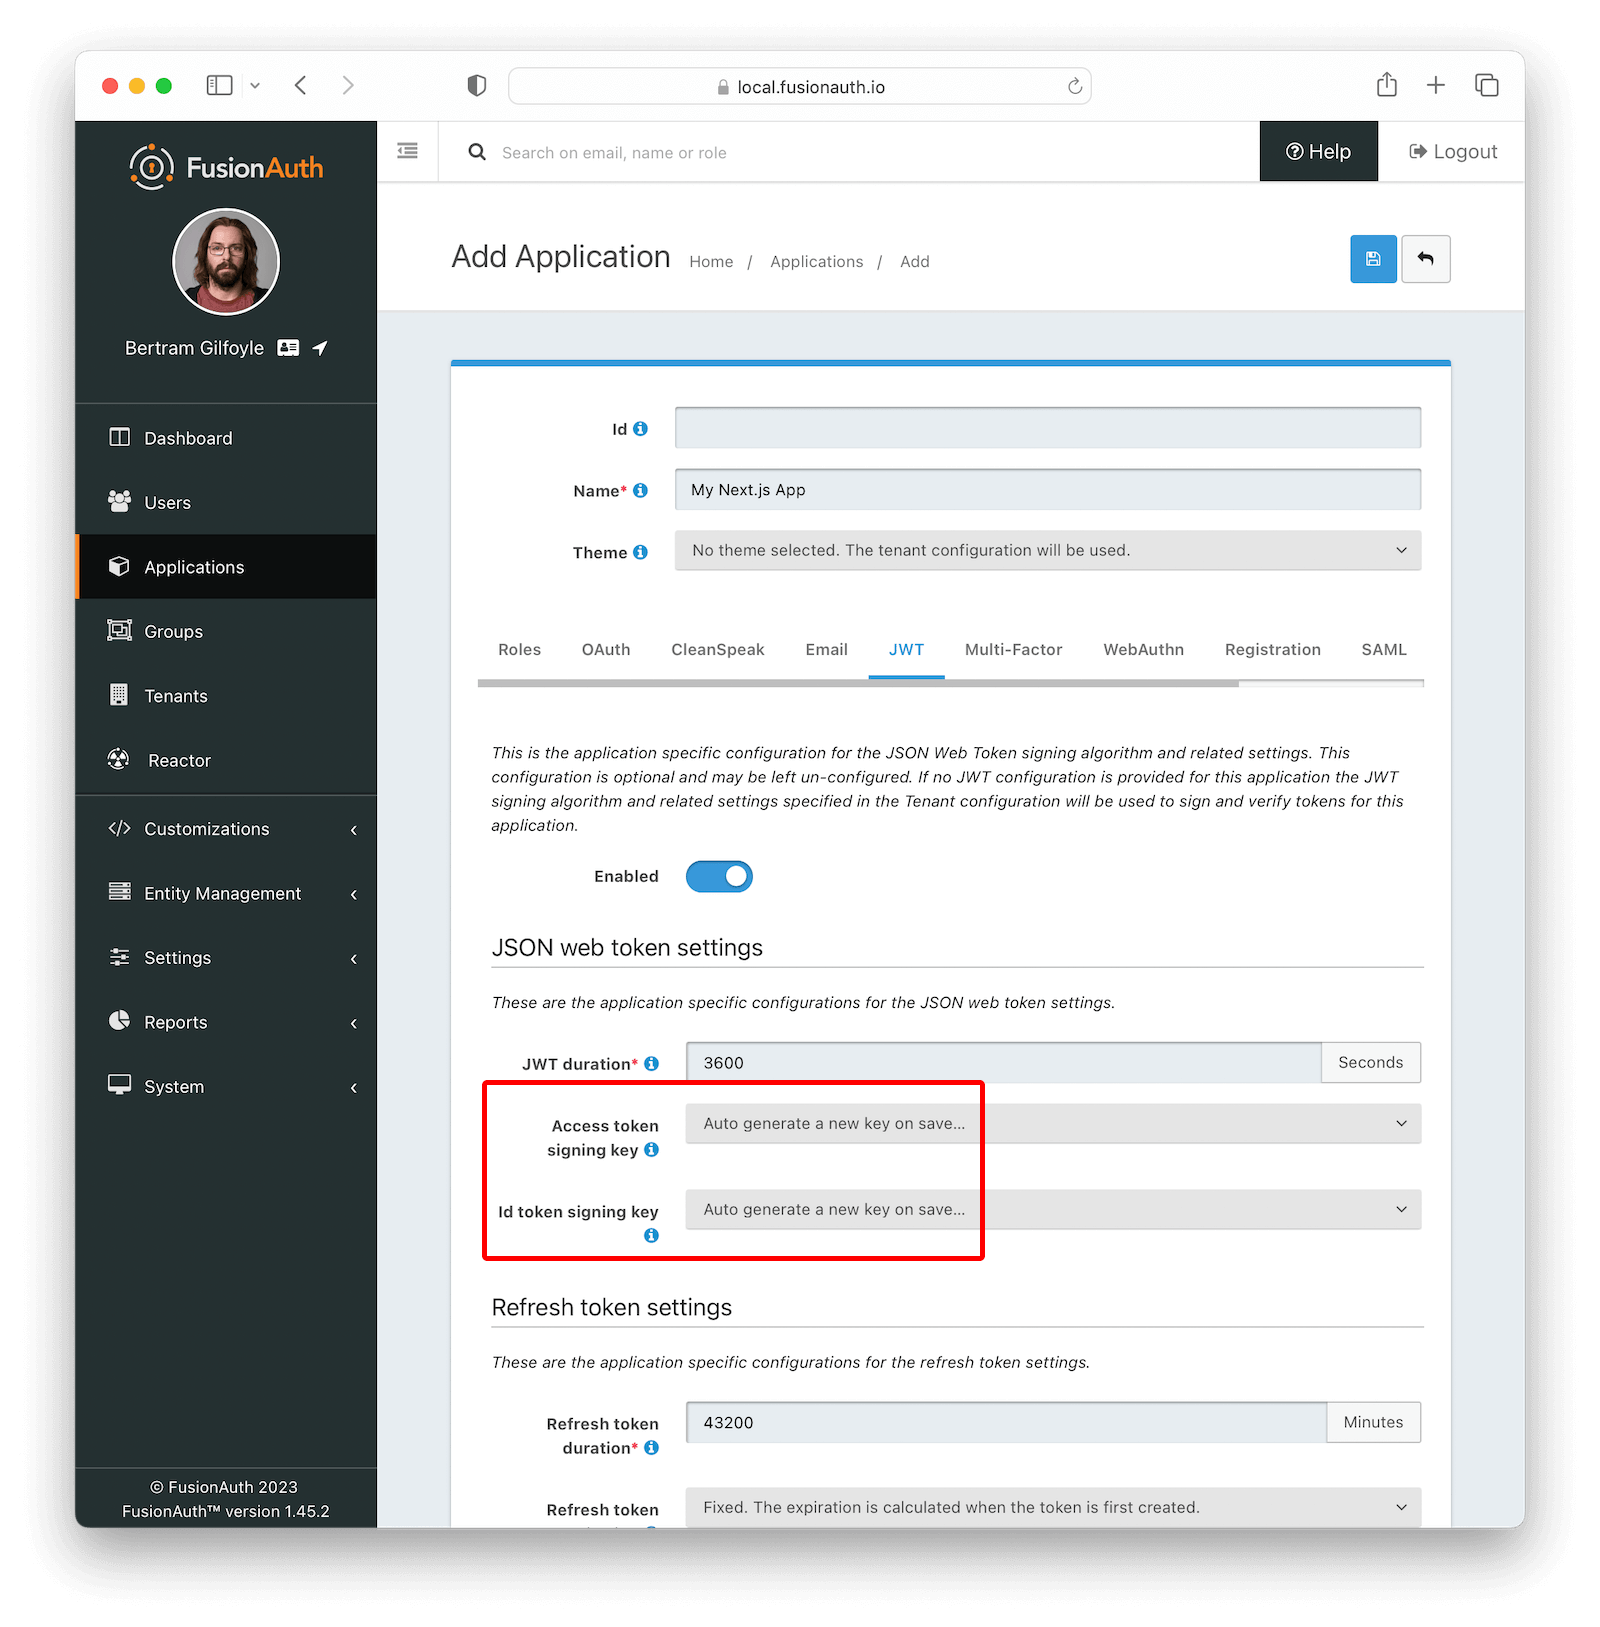 local.fusionauth.io
FusionAuth
Search on email, name or role
Help
Logout
Bertram Gilfoyle
Dashboard
Users
Applications
Groups
Tenants
Reactor
Customizations
Entity Management
Settings
Reports
System
© FusionAuth 2023
FusionAuth™ version 1.45.2
Add Application
Home / Applications / Add
Id
Name* My Next.js App
Theme No theme selected. The tenant configuration will be used.
Roles OAuth CleanSpeak Email JWT Multi-Factor WebAuthn Registration SAML
This is the application specific configuration for the JSON Web Token signing algorithm and related settings. This
configuration is optional and may be left un-configured. If no JWT configuration is provided for this application the JWT
signing algorithm and related settings specified in the Tenant configuration will be used to sign and verify tokens for this
application.
Enabled
JSON web token settings
These are the application specific configurations for the JSON web token settings.
JWT duration* 3600 Seconds
Access token
signing key
Auto generate a new key on save...
Id token signing key
Auto generate a new key on save...
Refresh token settings
These are the application specific configurations for the refresh token settings.
Refresh token
duration*
43200 Minutes
Refresh token
Fixed. The expiration is calculated when the token is first created.